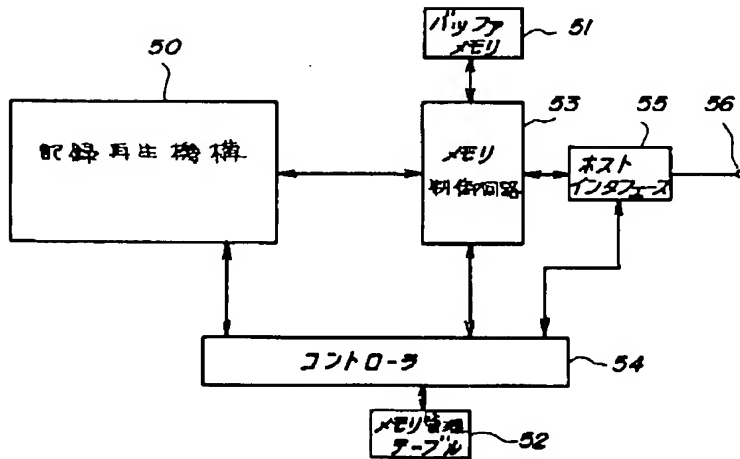 バッファ
メモリ
51
50
53
55
56
記録再生機構
メモリ
制御回路
ホスト
インタフェース
コントローラ
54
メモリ管理
テーブル
52